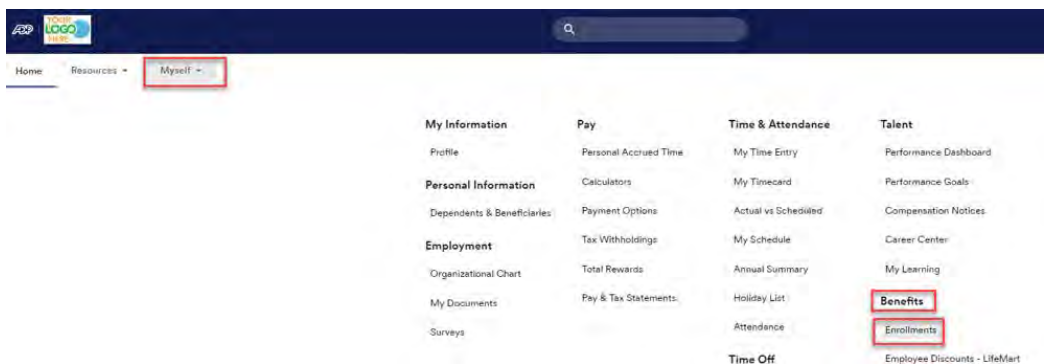 ADP
YOUR
LOGO
HERE
Home
Resources
Myself
My Information
Profile
Personal Information
Dependents & Beneficiaries
Employment
Organizational Chart
My Documents
Surveys
Pay
Personal Accrued Time
Calculators
Payment Options
Tax Withholdings
Total Rewards
Pay & Tax Statements
Time & Attendance
My Time Entry
My Timecard
Actual vs Scheduled
My Schedule
Annual Summary
Holiday List
Attendance
Time Off
Talent
Performance Dashboard
Performance Goals
Compensation Notices
Career Center
My Learning
Benefits
Enrollments
Employee Discounts - LifeMart